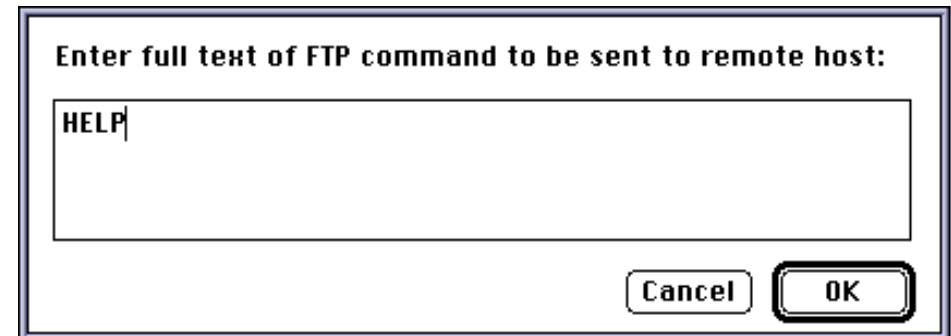 Enter full text of FTP command to be sent to remote host:
HELP
Cancel OK